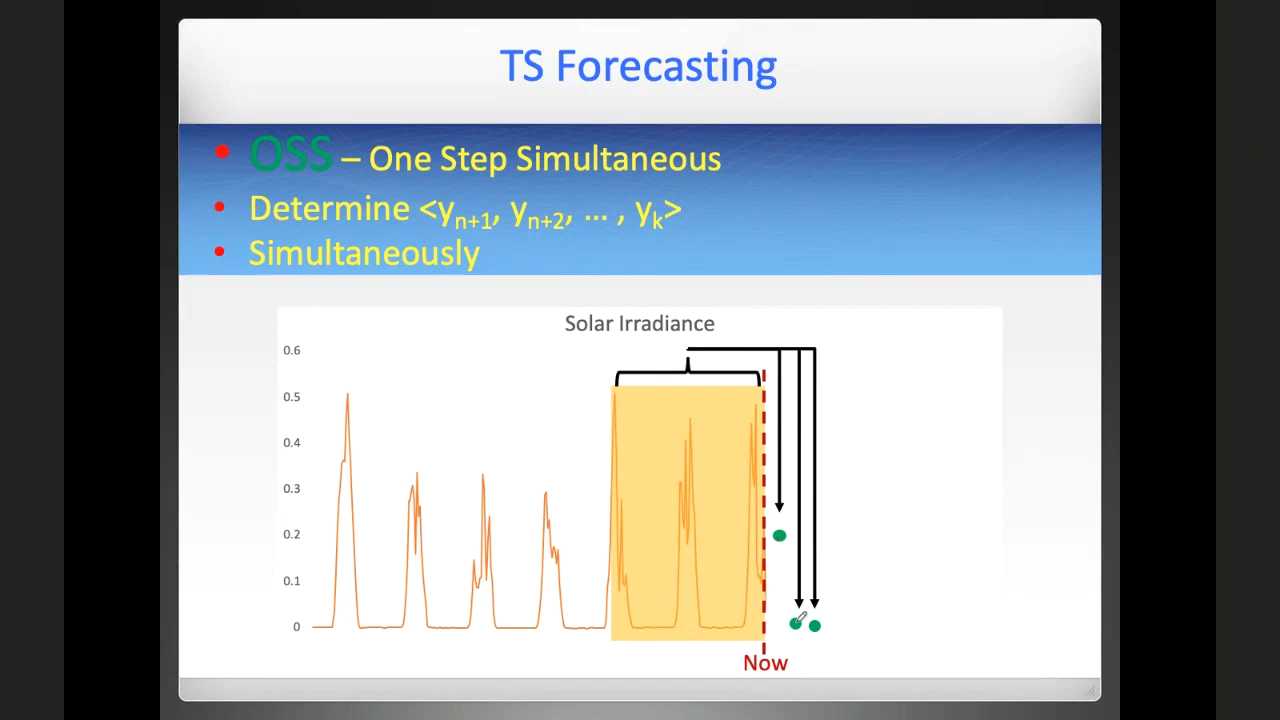 TS Forecasting
• OSS – One Step Simultaneous
• Determine <yn+1, yn+2, … , yk>
• Simultaneously
Solar Irradiance
0.6
0.5
0.4
0.3
0.2
0.1
0
Now